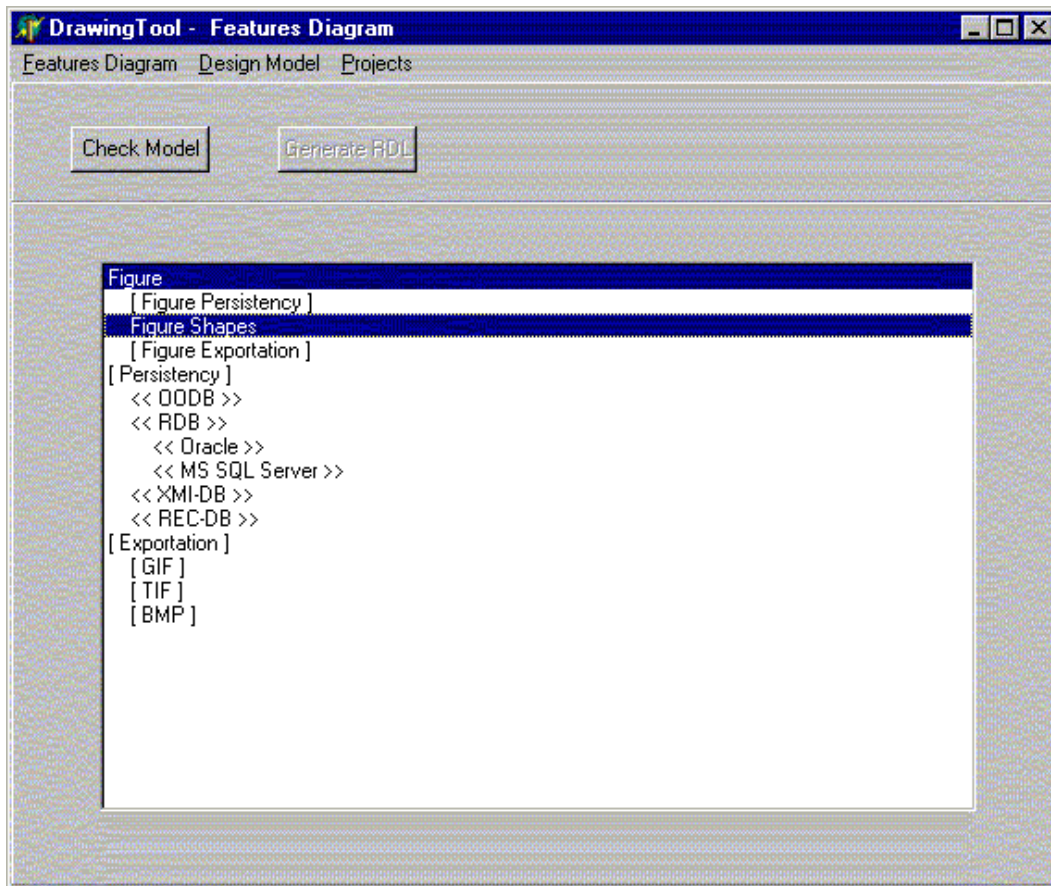 DrawingTool - Features Diagram
Features Diagram Design Model Projects
Check Model Generate RDL
Figure
[ Figure Persistency ]
Figure Shapes
[ Figure Exportation ]
[ Persistency ]
<< OODB >>
<< RDB >>
<< Oracle >>
<< MS SQL Server >>
<< XMI-DB >>
<< REC-DB >>
[ Exportation ]
[ GIF ]
[ TIF ]
[ BMP ]